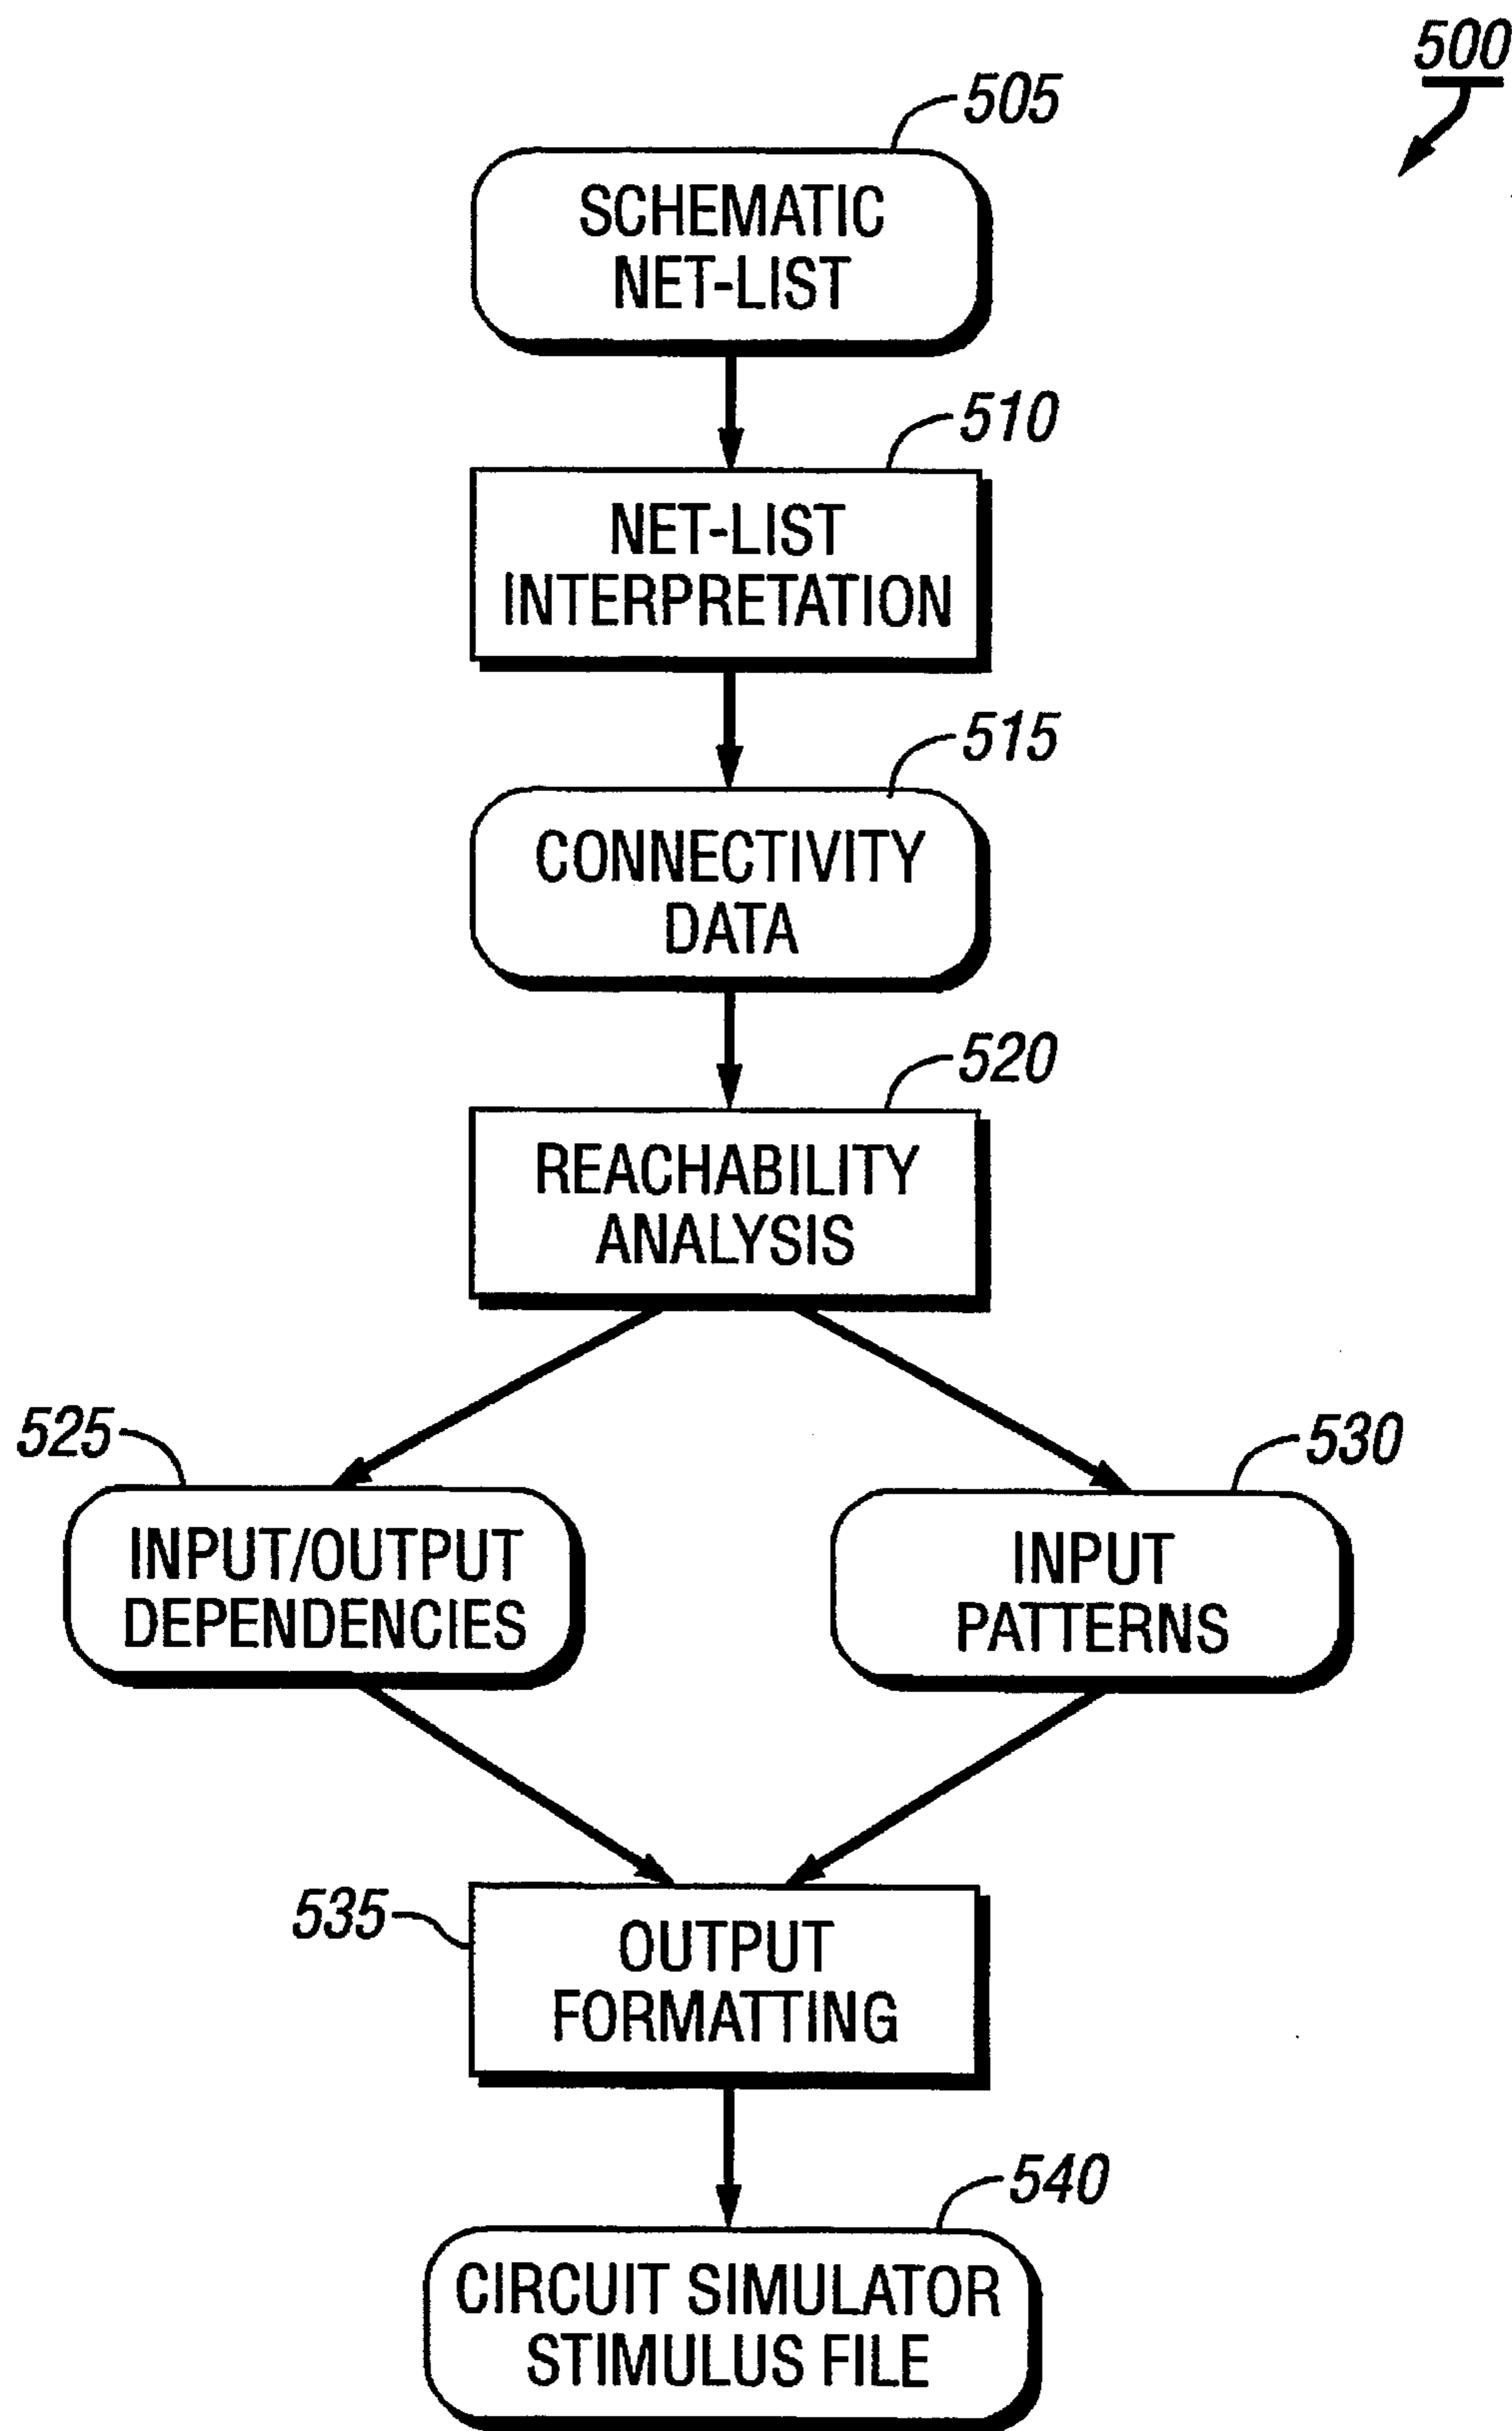 500
505
SCHEMATIC
NET-LIST
510
NET-LIST
INTERPRETATION
515
CONNECTIVITY
DATA
520
REACHABILITY
ANALYSIS
525
INPUT/OUTPUT
DEPENDENCIES
530
INPUT
PATTERNS
535
OUTPUT
FORMATTING
540
CIRCUIT SIMULATOR
STIMULUS FILE